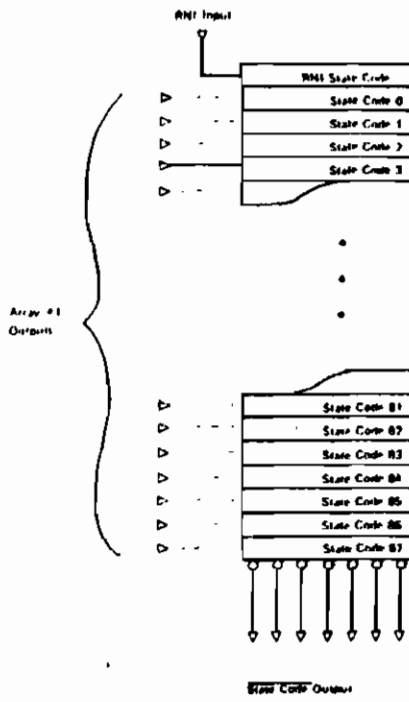 RNI Input
RNI State Code
State Code 0
State Code 1
State Code 2
State Code 3
Array #1
Outputs
State Code 81
State Code 82
State Code 83
State Code 84
State Code 85
State Code 86
State Code 87
State Code Output